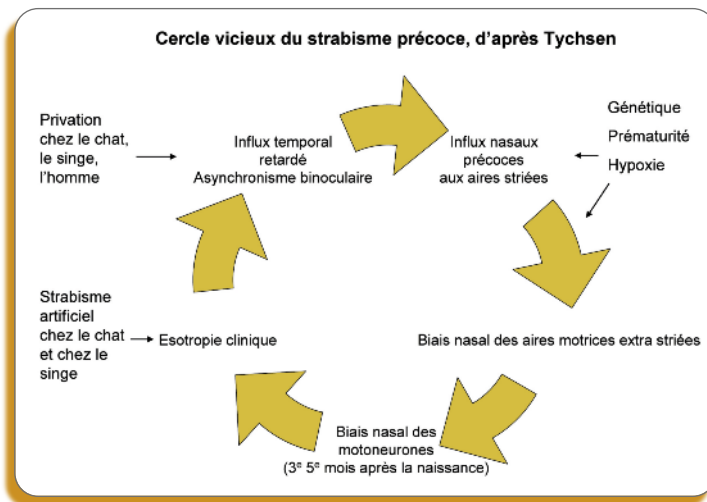 Cercle vicieux du strabisme précoce, d'après Tychsen
Privation
chez le chat,
le singe,
l'homme
Influx temporal
retardé
Asynchronisme binoculaire
Influx nasaux
précoces
aux aires striées
Génétique
Prématurité
Hypoxie
Strabisme
artificiel
chez le chat
et chez le
singe
Esotropie clinique
Biais nasal des aires motrices extra striées
Biais nasal des
motoneurones
(3e 5e mois après la naissance)